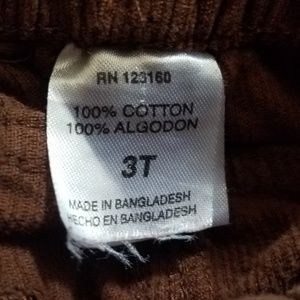 RN 123160
100% COTTON
100% ALGODON
3T
MADE IN BANGLADESH
HECHO EN BANGLADESH